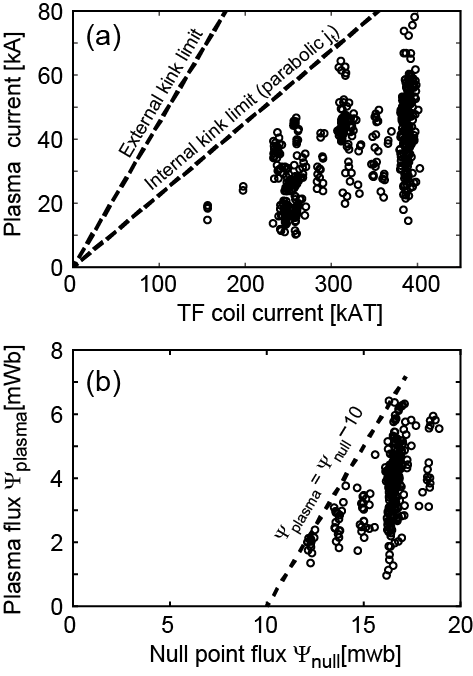 (a)
Plasma current [kA]
80
60
40
20
0
External kink limit
Internal kink limit (parabolic jₜ)
0 100 200 300 400
TF coil current [kAT]
(b)
Plasma flux Ψplasma[mWb]
8
6
4
2
0
Ψplasma = Ψnull−10
0 5 10 15 20
Null point flux Ψnull[mwb]